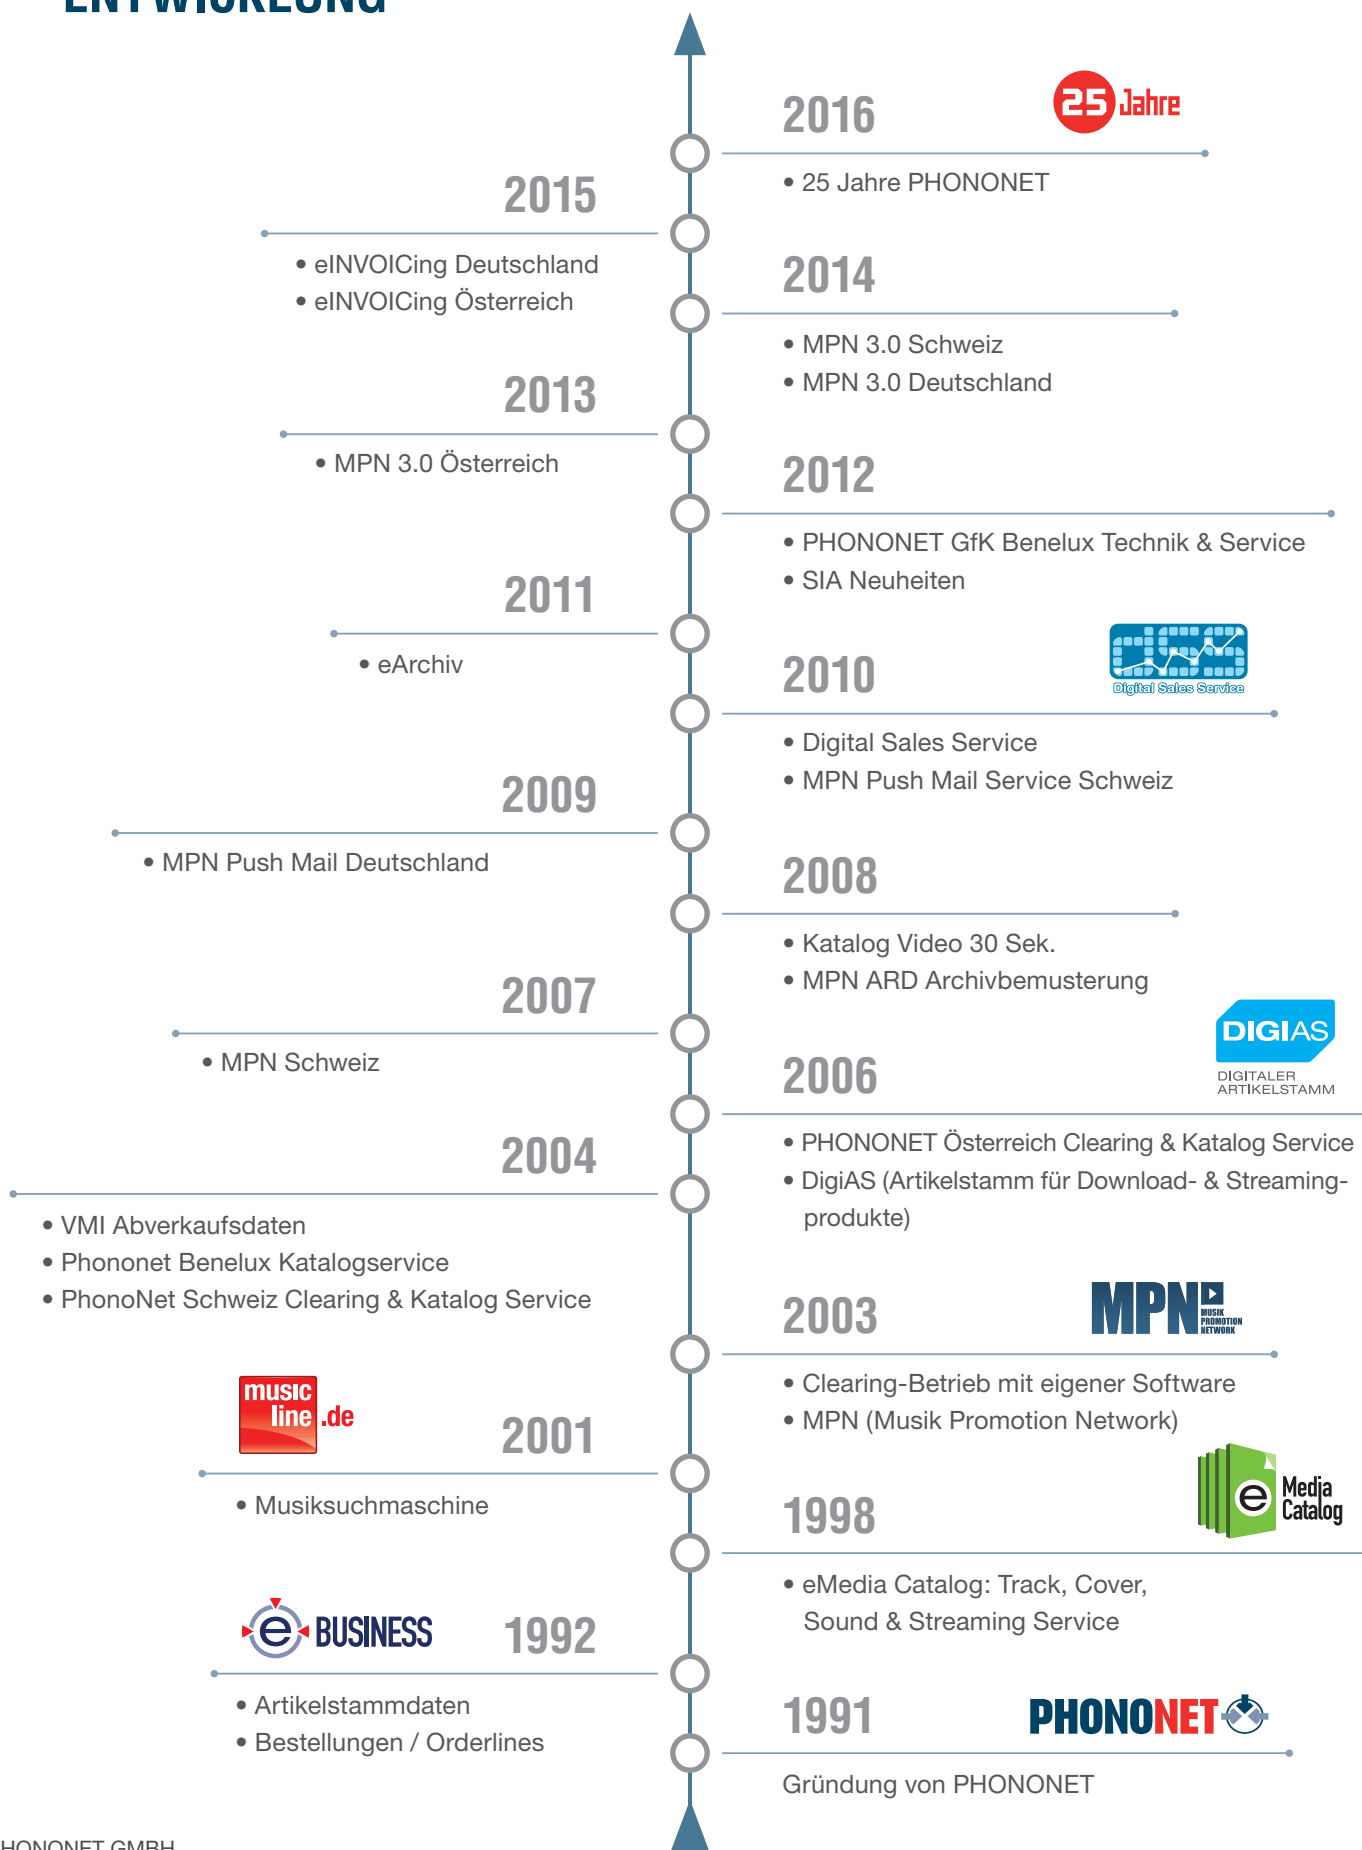 ENTWICKLUNG
2016
25 Jahre
• 25 Jahre PHONONET
2015
• eINVOICing Deutschland
• eINVOICing Österreich
2014
• MPN 3.0 Schweiz
• MPN 3.0 Deutschland
2013
• MPN 3.0 Österreich
2012
• PHONONET GfK Benelux Technik & Service
• SIA Neuheiten
2011
• eArchiv
2010
DSS
Digital Sales Service
• Digital Sales Service
• MPN Push Mail Service Schweiz
2009
• MPN Push Mail Deutschland
2008
• Katalog Video 30 Sek.
• MPN ARD Archivbemusterung
2007
• MPN Schweiz
2006
DIGIAS
DIGITALER
ARTIKELSTAMM
• PHONONET Österreich Clearing & Katalog Service
• DigiAS (Artikelstamm für Download- & Streaming-
produkte)
2004
• VMI Abverkaufsdaten
• Phononet Benelux Katalogservice
• PhonoNet Schweiz Clearing & Katalog Service
2003
MPN
MUSIK
PROMOTION
NETWORK
• Clearing-Betrieb mit eigener Software
• MPN (Musik Promotion Network)
music
line .de
2001
• Musiksuchmaschine
1998
e Media
Catalog
• eMedia Catalog: Track, Cover,
Sound & Streaming Service
e BUSINESS
1992
• Artikelstammdaten
• Bestellungen / Orderlines
1991
PHONONET
Gründung von PHONONET
HONONET GMBH